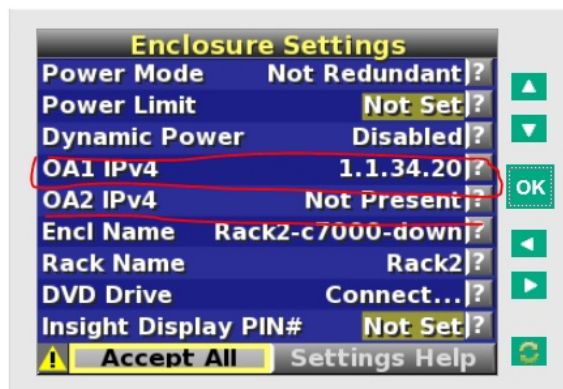 Enclosure Settings
Power Mode Not Redundant ?
Power Limit Not Set ?
Dynamic Power Disabled ?
OA1 IPv4 1.1.34.20 ?
OA2 IPv4 Not Present ?
Encl Name Rack2-c7000-down ?
Rack Name Rack2 ?
DVD Drive Connect... ?
Insight Display PIN# Not Set ?
Accept All Settings Help
OK